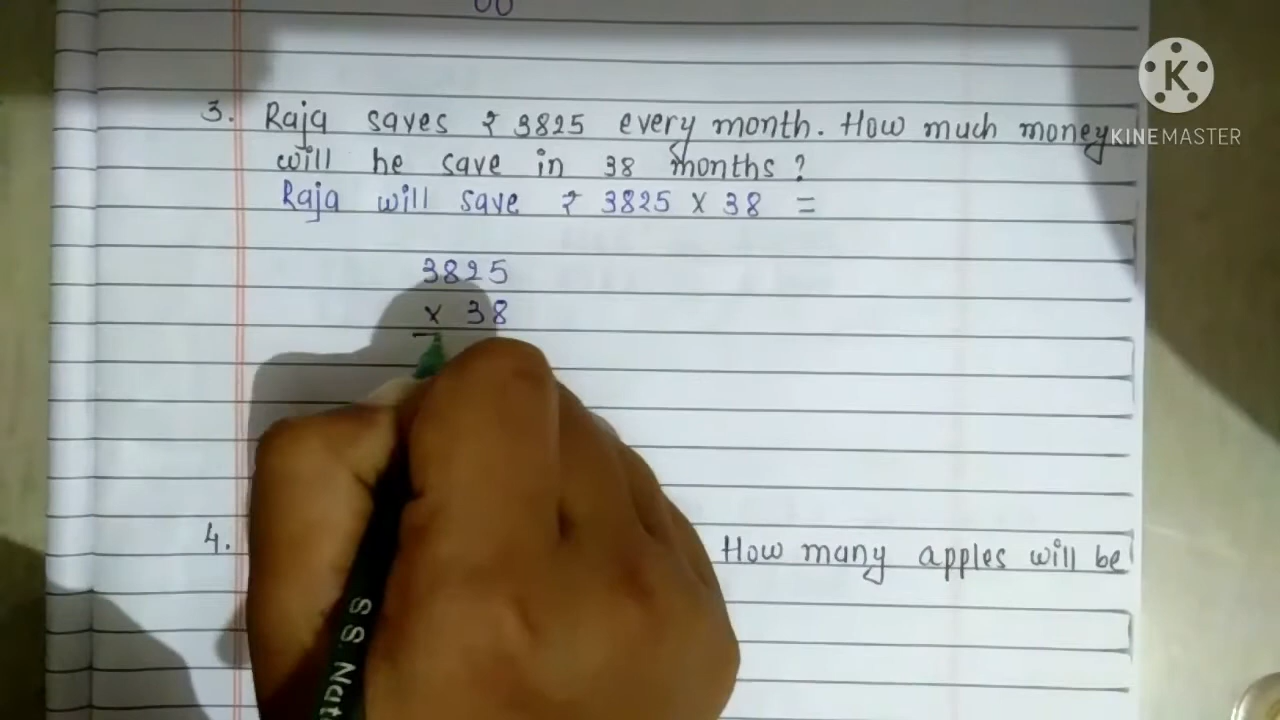 3. Raja saves ₹ 3825 every month. How much money
will he save in 38 months?
Raja will save ₹ 3825 × 38 =
3825
× 38
4. How many apples will be
S.S. Nat
K
KINEMASTER